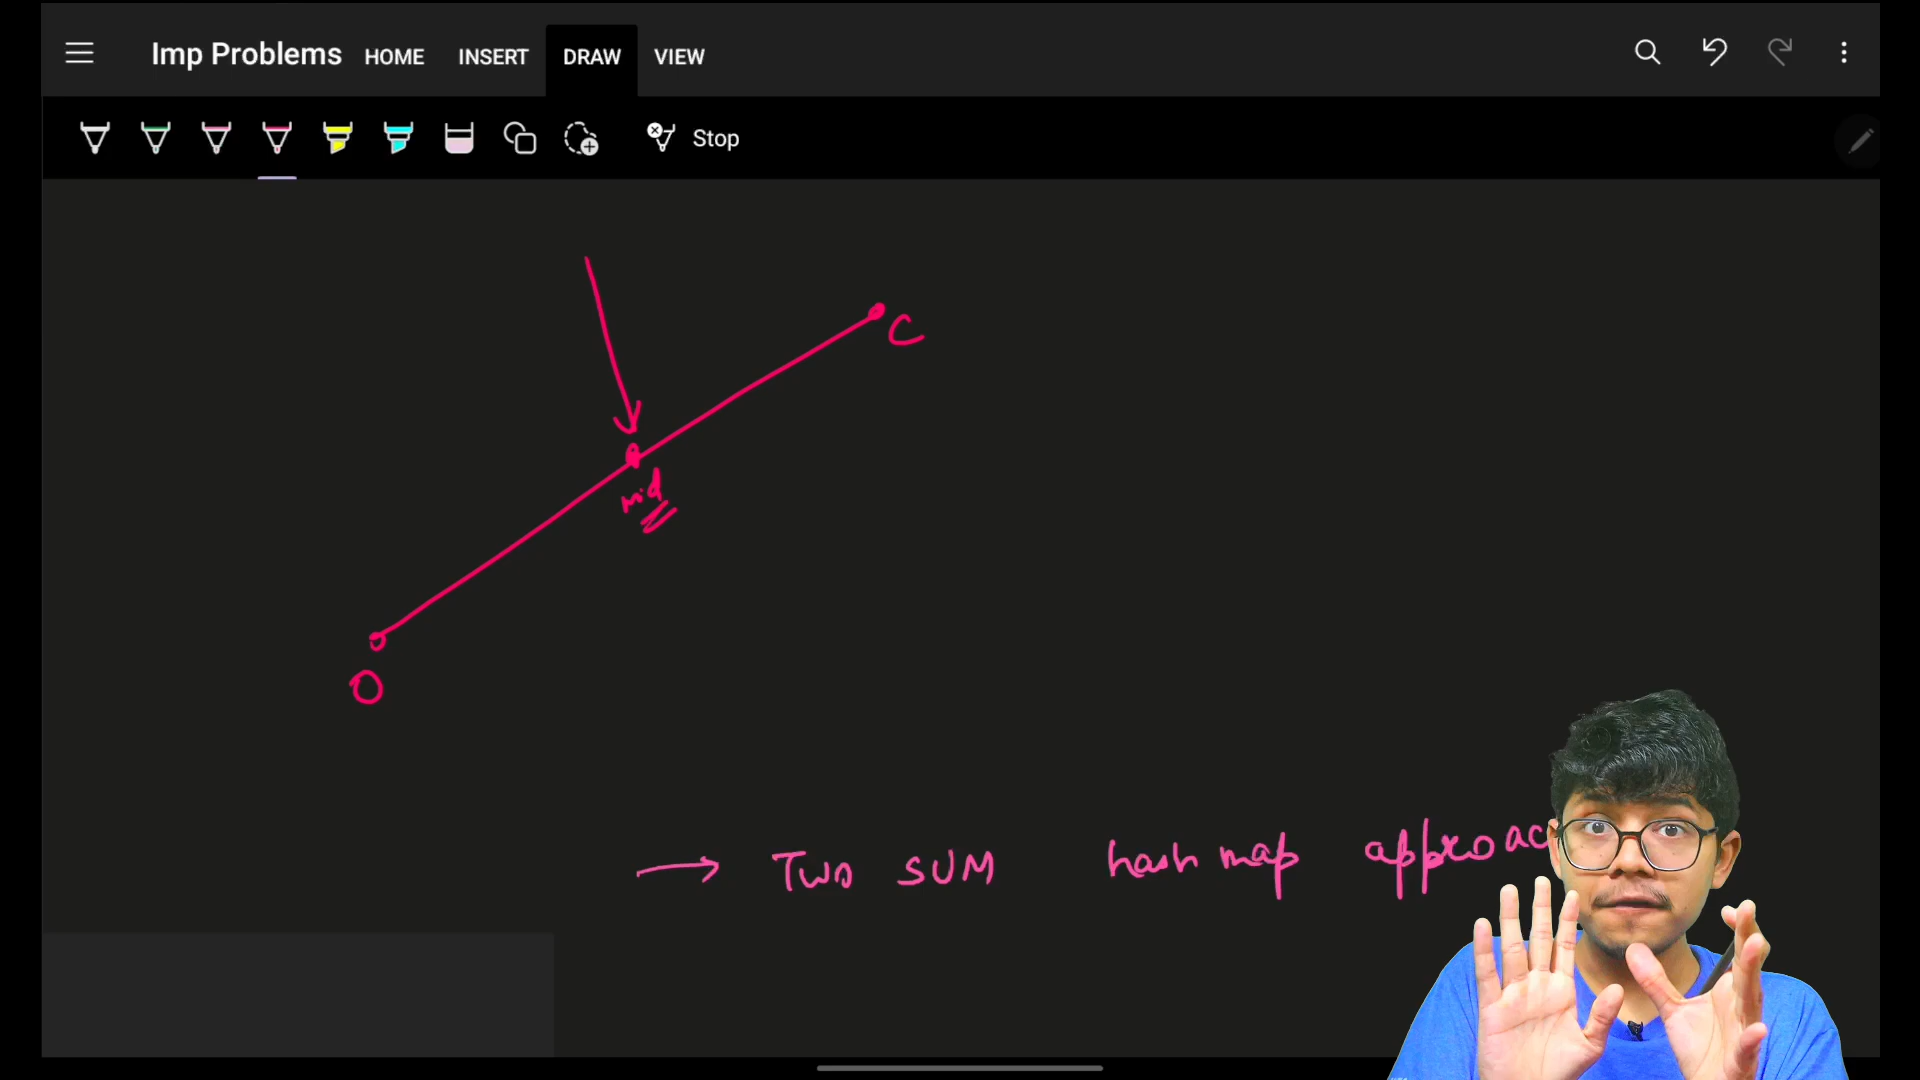 Imp Problems HOME INSERT DRAW VIEW
Stop
C
mid
O
TWO SUM hash map approac